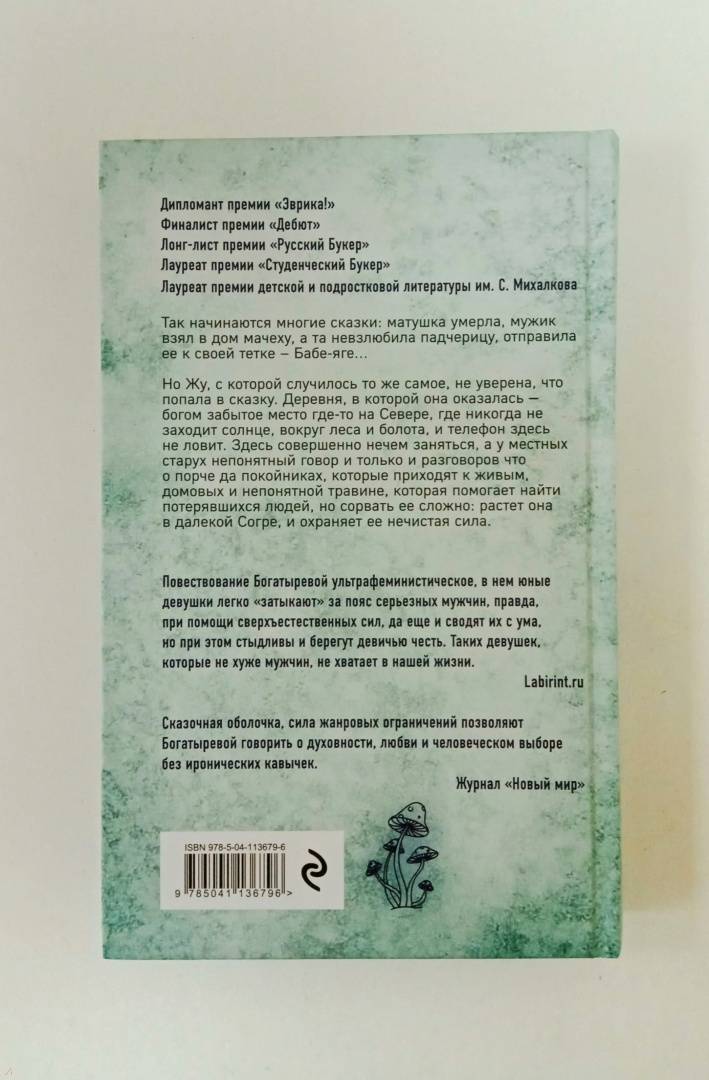 Дипломант премии «Эврика!»
Финалист премии «Дебют»
Лонг-лист премии «Русский Букер»
Лауреат премии «Студенческий Букер»
Лауреат премии детской и подростковой литературы им. С. Михалкова
Так начинаются многие сказки: матушка умерла, мужик
взял в дом мачеху, а та невзлюбила падчерицу, отправила
ее к своей тетке – Бабе-яге...
Но Жу, с которой случилось то же самое, не уверена, что
попала в сказку. Деревня, в которой она оказалась –
богом забытое место где-то на Севере, где никогда не
заходит солнце, вокруг леса и болота, и телефон здесь
не ловит. Здесь совершенно нечем заняться, а у местных
старух непонятный говор и только и разговоров что
о порче да покойниках, которые приходят к живым,
домовых и непонятной травине, которая помогает найти
потерявшихся людей, но сорвать ее сложно: растет она
в далекой Согре, и охраняет ее нечистая сила.
Повествование Богатыревой ультрафеминистическое, в нем юные
девушки легко «затыкают» за пояс серьезных мужчин, правда,
при помощи сверхъестественных сил, да еще и сводят их с ума,
но при этом стыдливы и берегут девичью честь. Таких девушек,
которые не хуже мужчин, не хватает в нашей жизни.
Labirint.ru
Сказочная оболочка, сила жанровых ограничений позволяют
Богатыревой говорить о духовности, любви и человеческом выборе
без иронических кавычек.
Журнал «Новый мир»
ISBN 978-5-04-113679-6
9 785041 136796 >